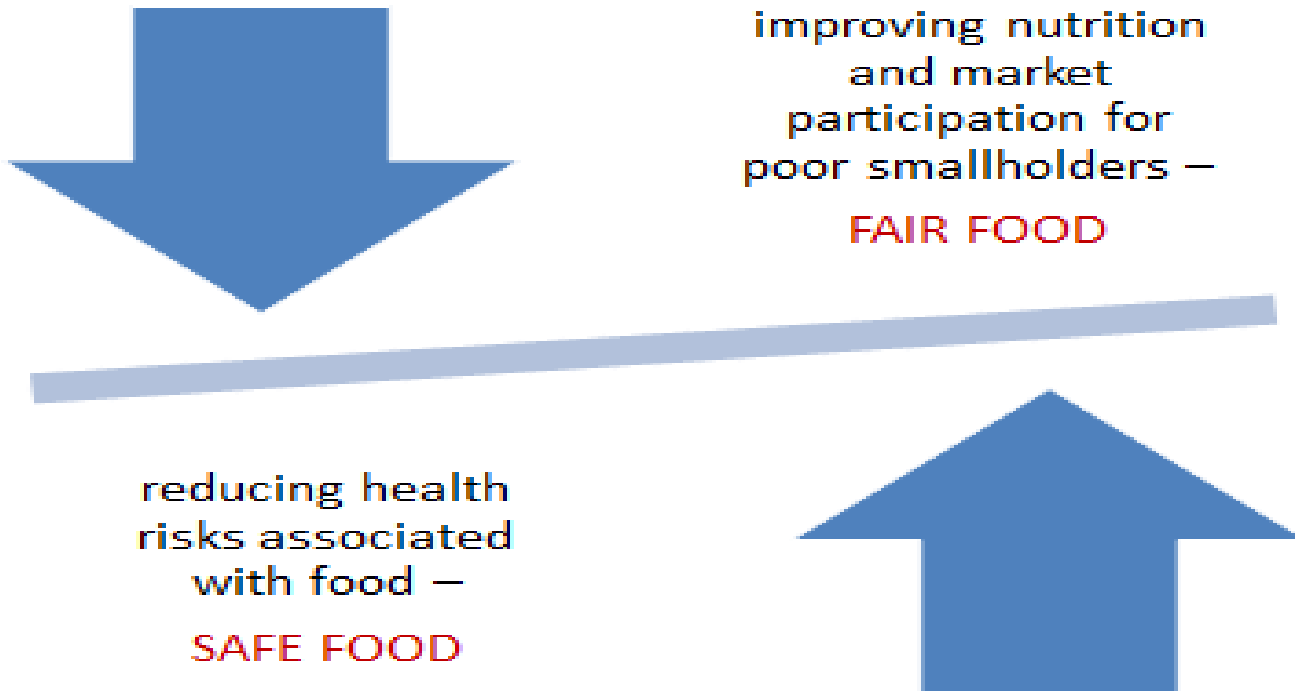 improving nutrition
and market
participation for
poor smallholders –
FAIR FOOD
reducing health
risks associated
with food –
SAFE FOOD